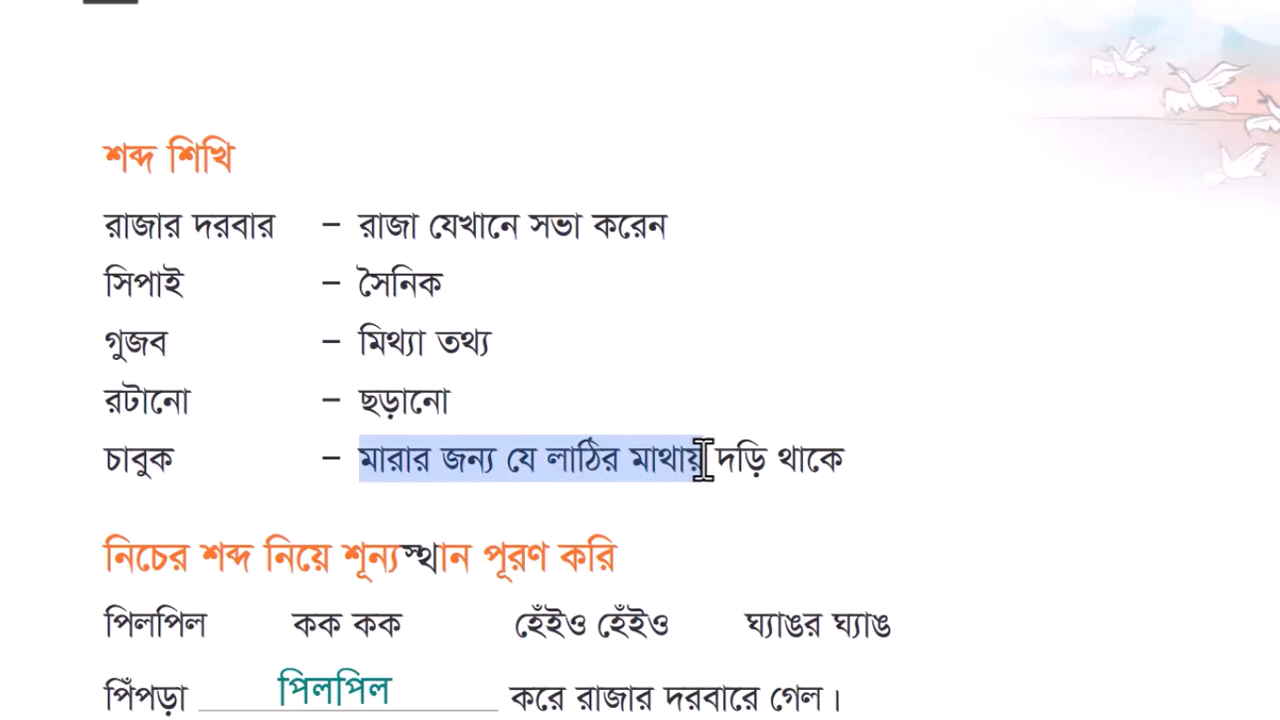 শব্দ শিখি
রাজার দরবার – রাজা যেখানে সভা করেন
সিপাই – সৈনিক
গুজব – মিথ্যা তথ্য
রটানো – ছড়ানো
চাবুক – মারার জন্য যে লাঠির মাথায় দড়ি থাকে
নিচের শব্দ নিয়ে শূন্যস্থান পূরণ করি
পিলপিল কক কক হেঁইও হেঁইও ঘ্যাঙর ঘ্যাঙ
পিঁপড়া পিলপিল করে রাজার দরবারে গেল।